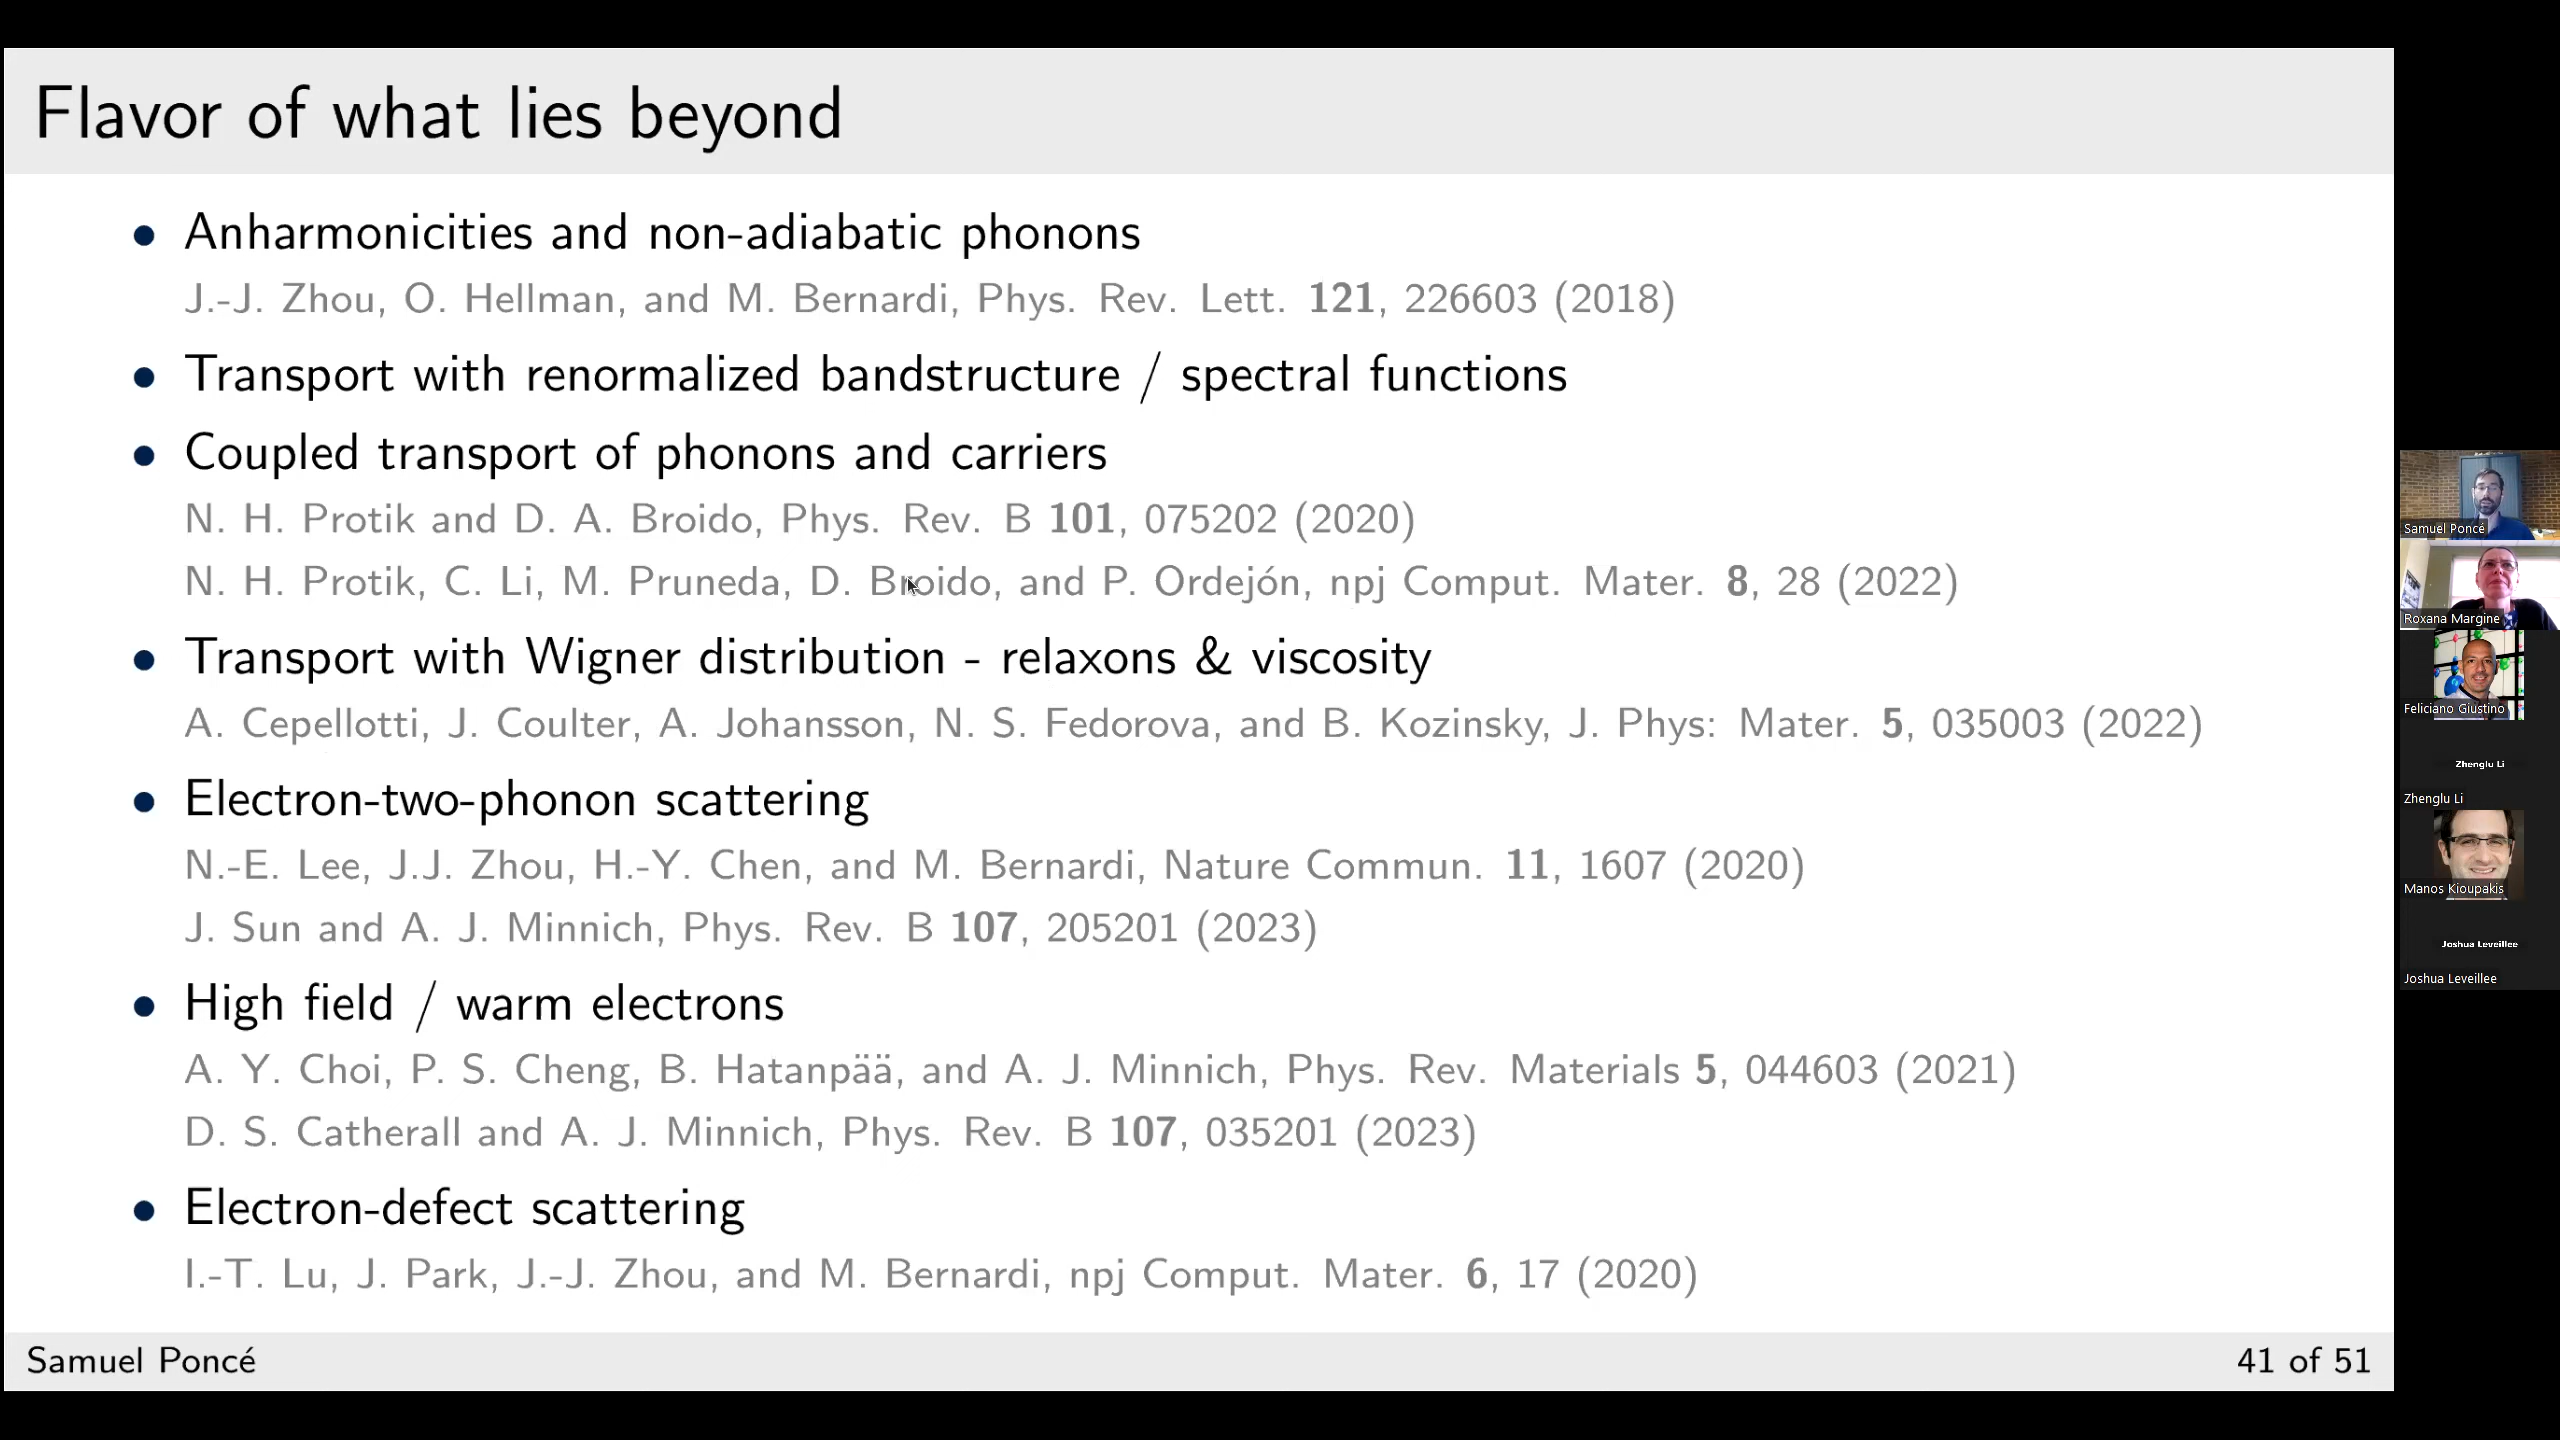 Flavor of what lies beyond
• Anharmonicities and non-adiabatic phonons
J.-J. Zhou, O. Hellman, and M. Bernardi, Phys. Rev. Lett. 121, 226603 (2018)
• Transport with renormalized bandstructure / spectral functions
• Coupled transport of phonons and carriers
N. H. Protik and D. A. Broido, Phys. Rev. B 101, 075202 (2020)
N. H. Protik, C. Li, M. Pruneda, D. Broido, and P. Ordejón, npj Comput. Mater. 8, 28 (2022)
• Transport with Wigner distribution - relaxons & viscosity
A. Cepellotti, J. Coulter, A. Johansson, N. S. Fedorova, and B. Kozinsky, J. Phys: Mater. 5, 035003 (2022)
• Electron-two-phonon scattering
N.-E. Lee, J.J. Zhou, H.-Y. Chen, and M. Bernardi, Nature Commun. 11, 1607 (2020)
J. Sun and A. J. Minnich, Phys. Rev. B 107, 205201 (2023)
• High field / warm electrons
A. Y. Choi, P. S. Cheng, B. Hatanpää, and A. J. Minnich, Phys. Rev. Materials 5, 044603 (2021)
D. S. Catherall and A. J. Minnich, Phys. Rev. B 107, 035201 (2023)
• Electron-defect scattering
I.-T. Lu, J. Park, J.-J. Zhou, and M. Bernardi, npj Comput. Mater. 6, 17 (2020)
Samuel Poncé
41 of 51
Samuel Poncé
Roxana Margine
Feliciano Giustino
Zhenglu Li
Zhenglu Li
Manos Kioupakis
Joshua Leveillee
Joshua Leveillee